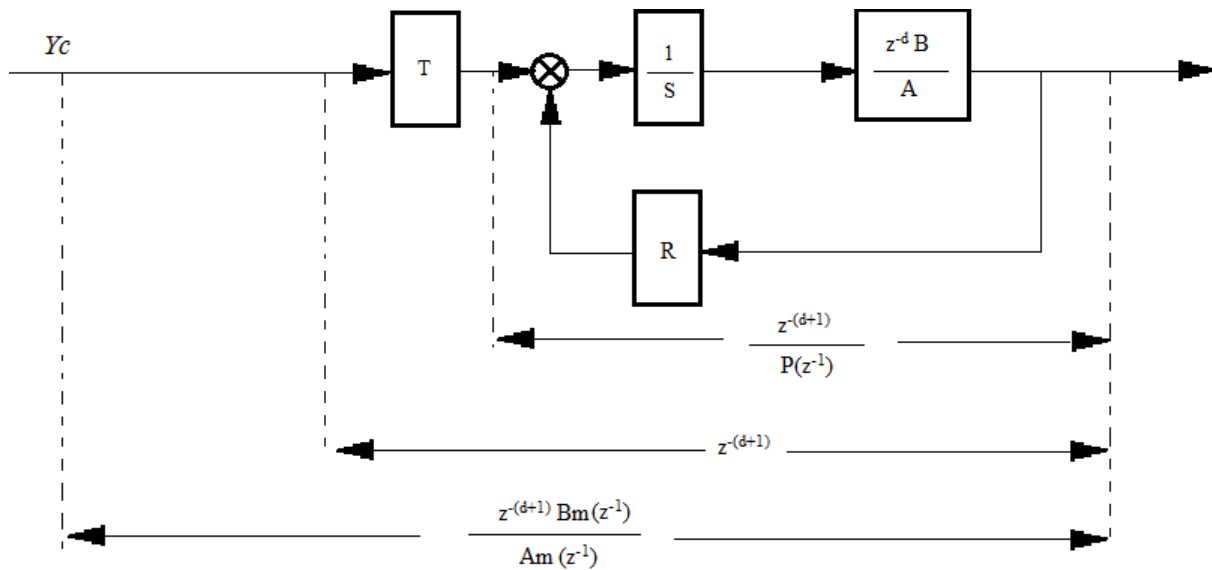 Yc
T
1
S
z⁻ᵈ B
A
R
z⁻⁽ᵈ⁺¹⁾
P(z⁻¹)
z⁻⁽ᵈ⁺¹⁾
z⁻⁽ᵈ⁺¹⁾ Bm(z⁻¹)
Am (z⁻¹)